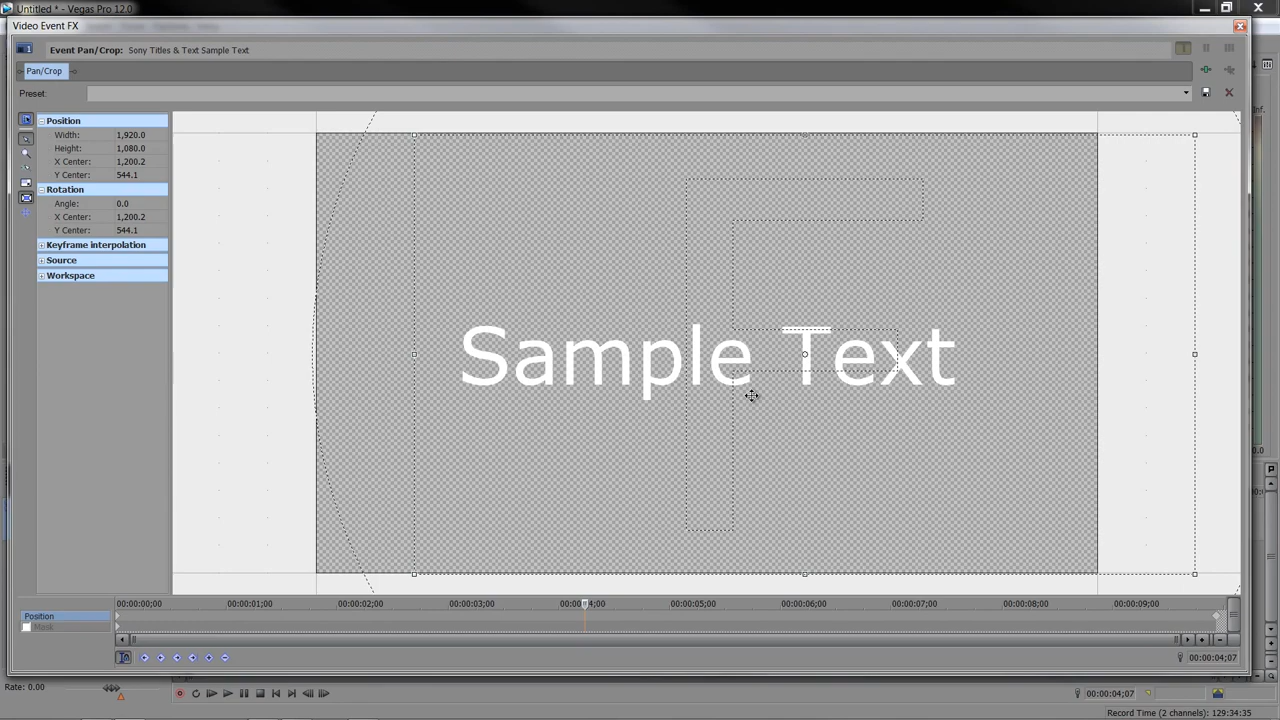 Untitled * - Vegas Pro 12.0
Video Event FX
Event Pan/Crop: Sony Titles & Text Sample Text
Pan/Crop
Preset:
Position
Width: 1,920.0
Height: 1,080.0
X Center: 1,200.2
Y Center: 544.1
Rotation
Angle: 0.0
X Center: 1,200.2
Y Center: 544.1
Keyframe interpolation
Source
Workspace
Inf.
Sample Text
00:00:00;00 00:00:01;00 00:00:02;00 00:00:03;00 00:00:04;00 00:00:05;00 00:00:06;00 00:00:07;00 00:00:08;00 00:00:09;00
Position
Mask
00:00:04;07
Rate: 0.00
00:00:04;07
Record Time (2 channels): 129:34:35